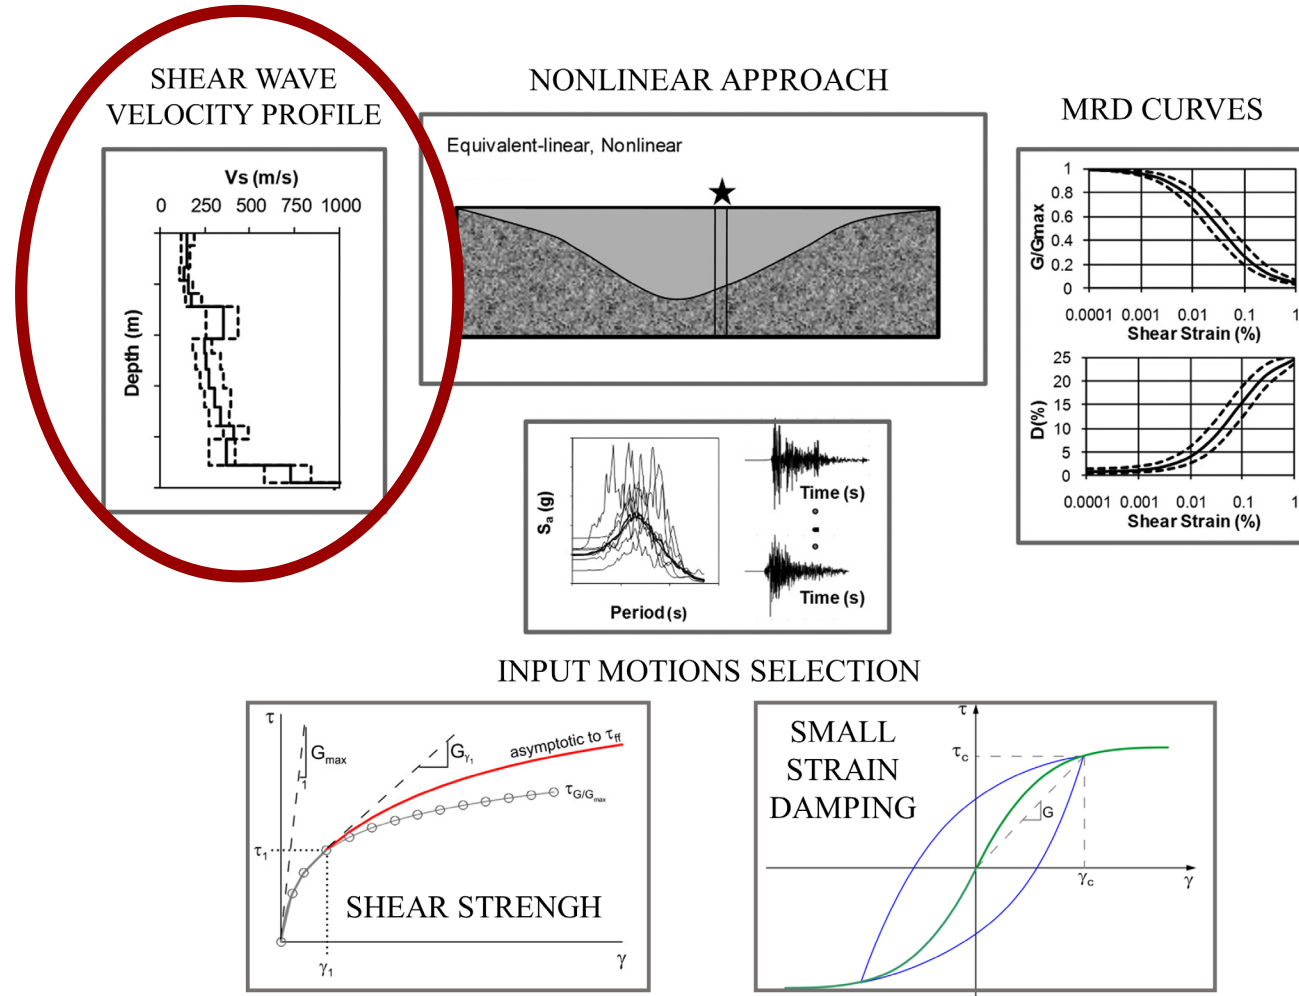 SHEAR WAVE
VELOCITY PROFILE
Vs (m/s)
0 250 500 750 1000
Depth (m)
NONLINEAR APPROACH
Equivalent-linear, Nonlinear
★
MRD CURVES
G/Gmax
1
0.8
0.6
0.4
0.2
0
0.0001 0.001 0.01 0.1 1
Shear Strain (%)
D(%)
25
20
15
10
5
0
0.0001 0.001 0.01 0.1 1
Shear Strain (%)
Sa (g)
Period (s)
Time (s)
Time (s)
INPUT MOTIONS SELECTION
τ
Gmax
1
Gγ1
asymptotic to τff
τG/Gmax
τ1
SHEAR STRENGH
γ1
γ
SMALL
STRAIN
DAMPING
τ
τc
G
γc
γ